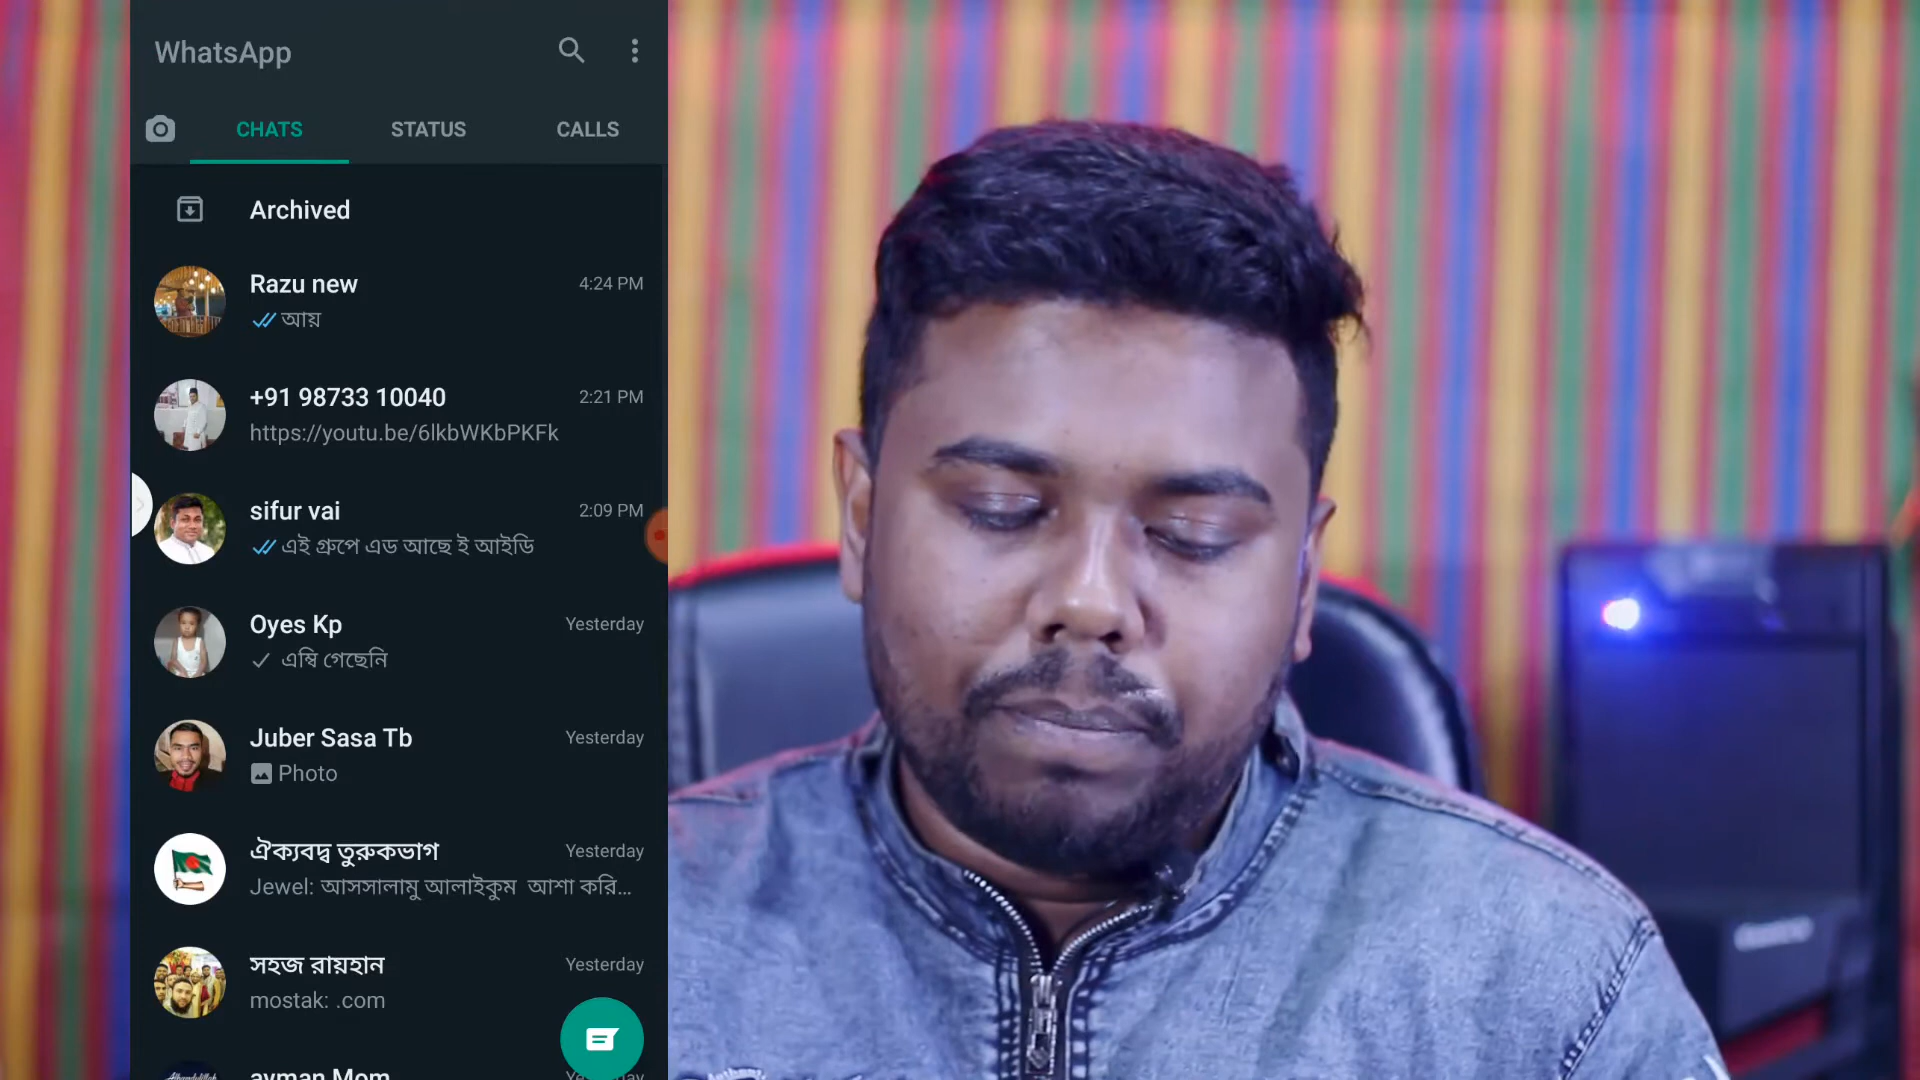 WhatsApp
CHATS
STATUS
CALLS
Archived
Razu new
4:24 PM
আয়
+91 98733 10040
2:21 PM
https://youtu.be/6lkbWKbPKFk
sifur vai
2:09 PM
এই গ্রুপে এড আছে ই আইডি
Oyes Kp
Yesterday
এম্বি গেছেনি
Juber Sasa Tb
Yesterday
Photo
ঐক্যবদ্ব তুরুকভাগ
Yesterday
Jewel: আসসালামু আলাইকুম আশা করি...
সহজ রায়হান
Yesterday
mostak: .com
ayman Mom